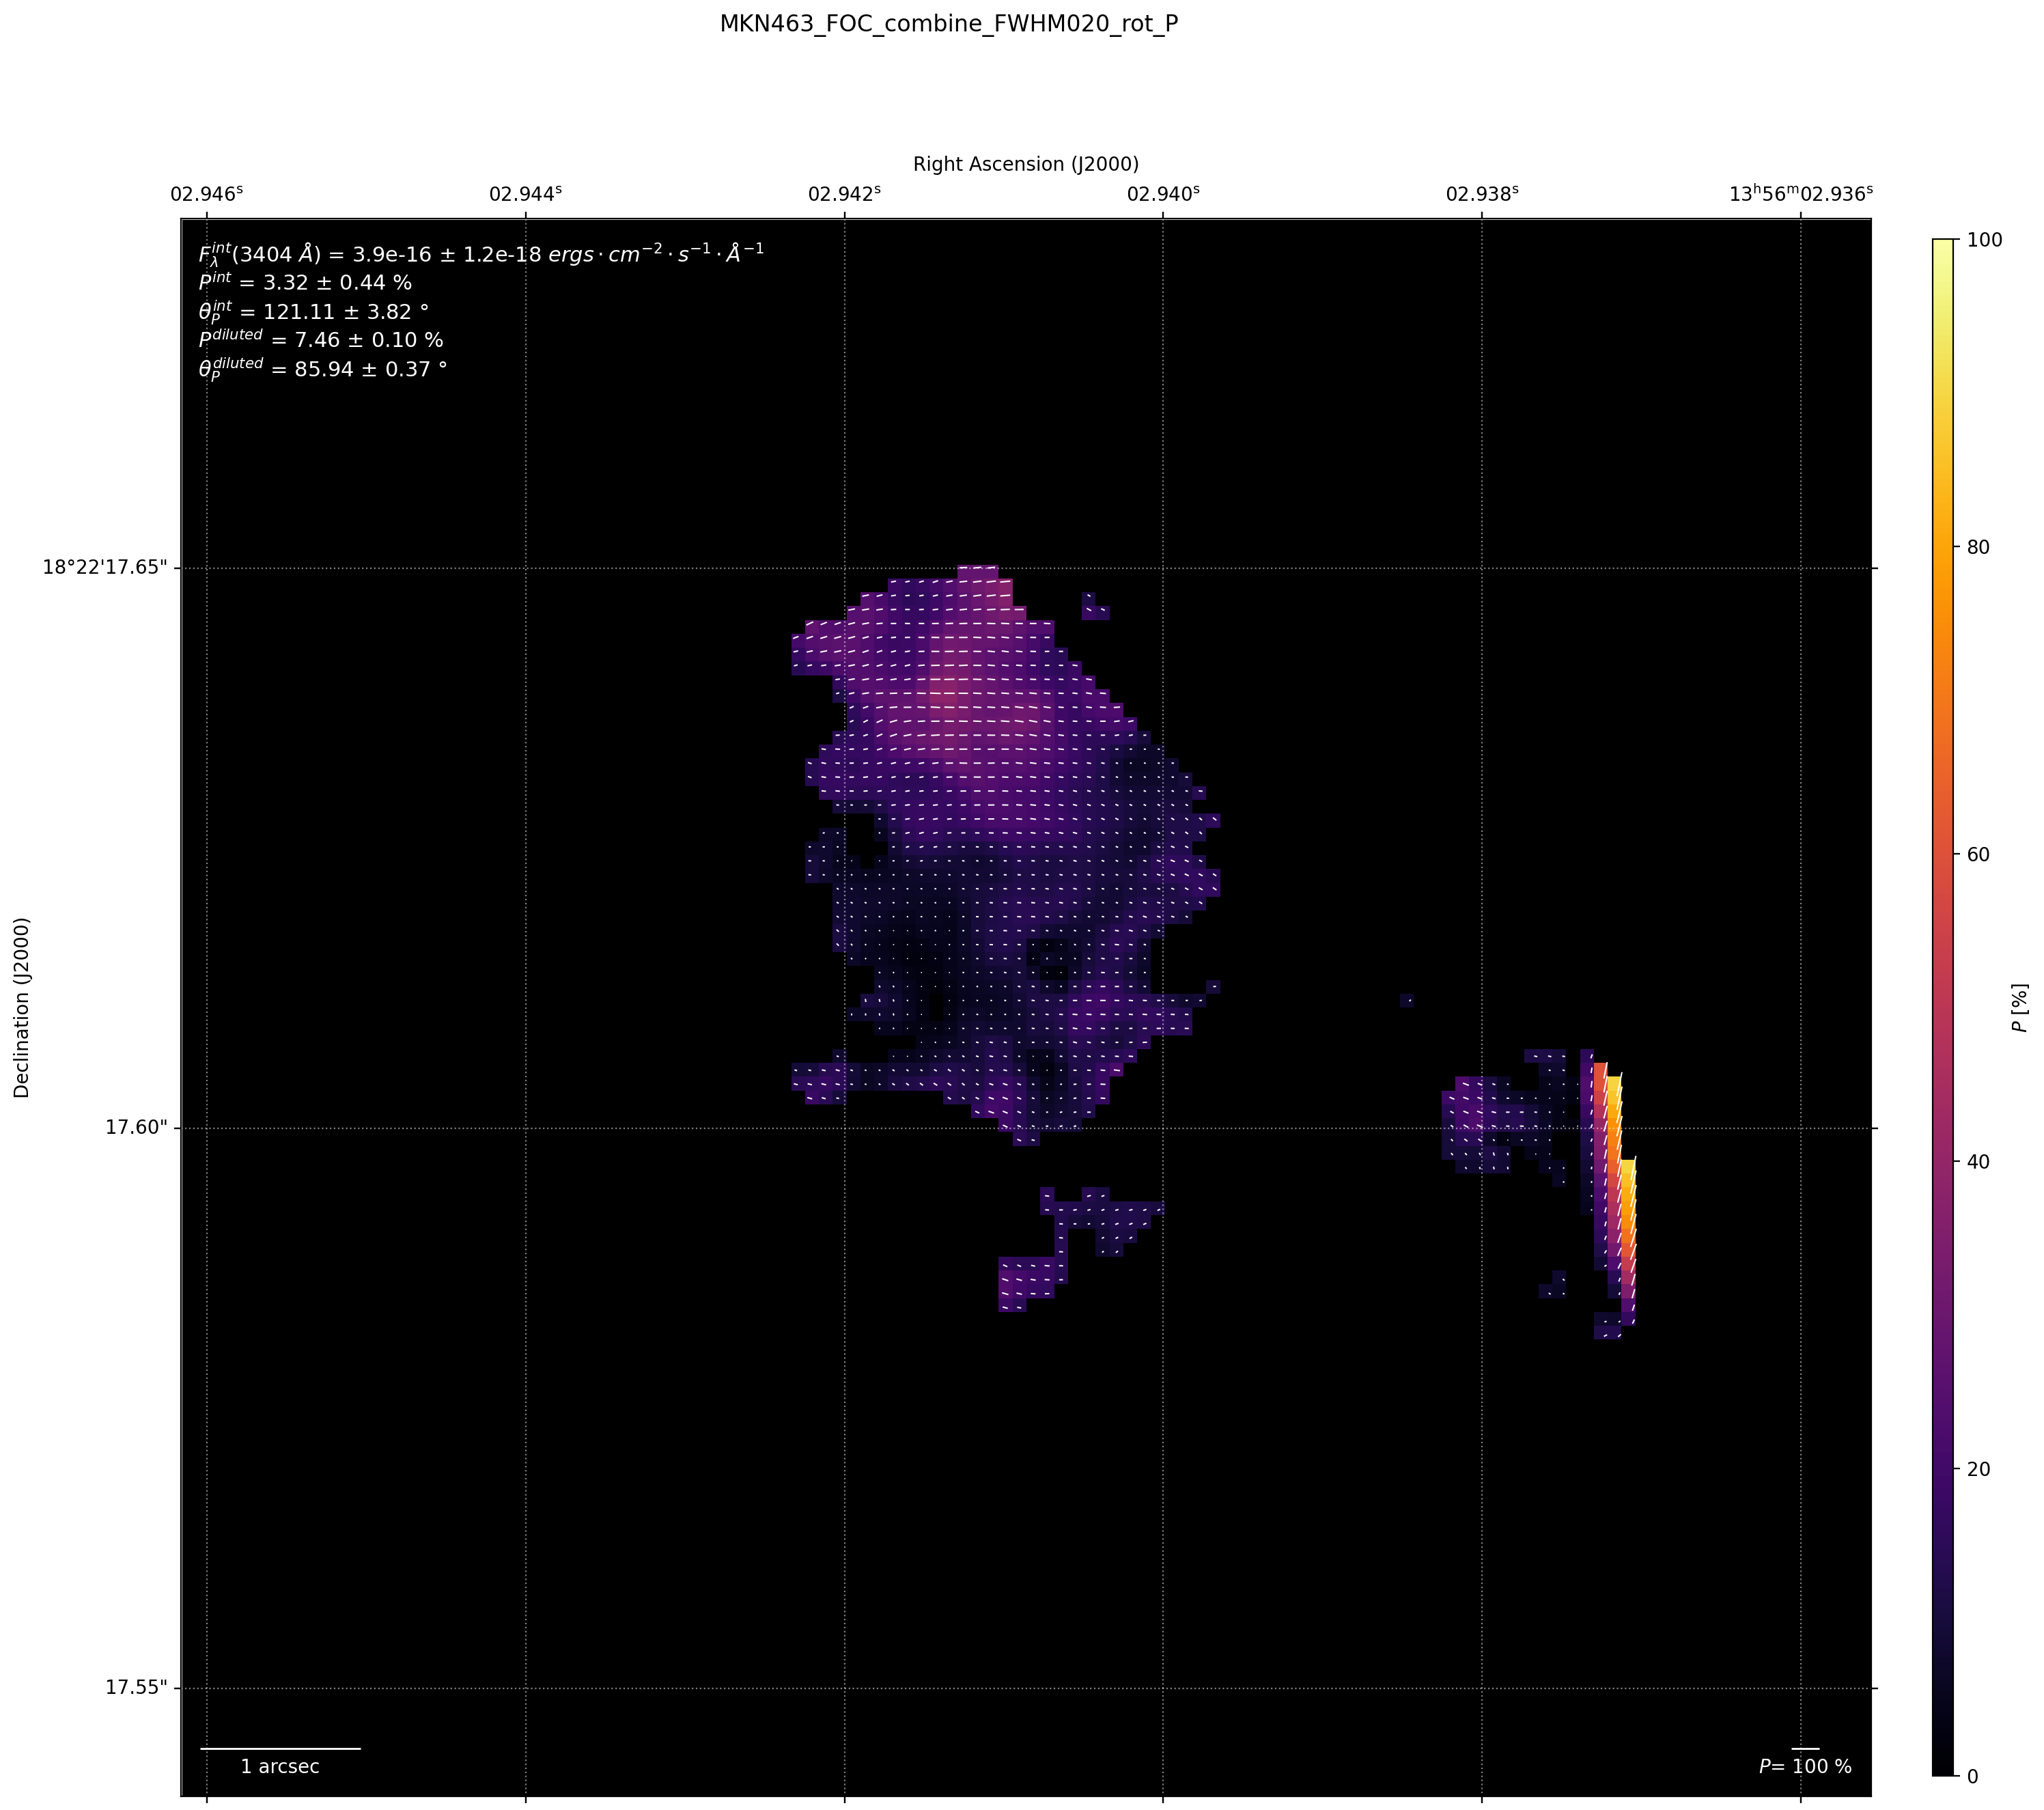 MKN463_FOC_combine_FWHM020_rot_P
Right Ascension (J2000)
02.946ˢ 02.944ˢ 02.942ˢ 02.940ˢ 02.938ˢ 13ʰ56ᵐ02.936ˢ
F_λ^int(3404 Å) = 3.9e-16 ± 1.2e-18 ergs · cm⁻² · s⁻¹ · Å⁻¹
P^int = 3.32 ± 0.44 %
θ_P^int = 121.11 ± 3.82 °
P^diluted = 7.46 ± 0.10 %
θ_P^diluted = 85.94 ± 0.37 °
18°22'17.65"
17.60"
17.55"
Declination (J2000)
1 arcsec
P= 100 %
100
80
60
40
20
0
P [%]